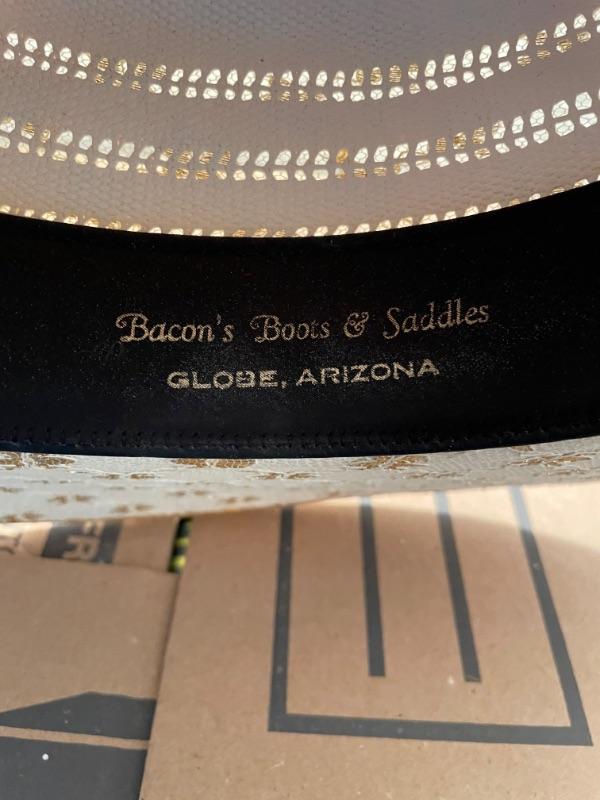 Bacon's Boots & Saddles
GLOBE, ARIZONA